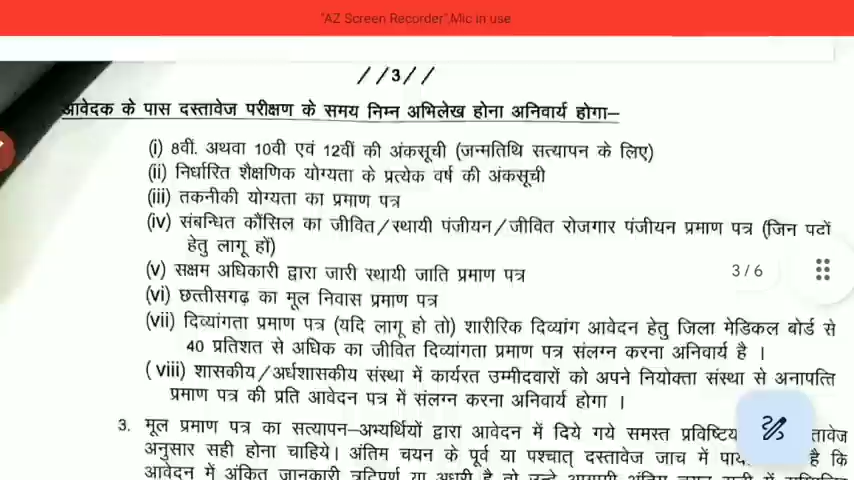 "AZ Screen Recorder".Mic in use
//3//
आवेदक के पास दस्तावेज परीक्षण के समय निम्न अभिलेख होना अनिवार्य होगा–
(i) 8वीं. अथवा 10वी एवं 12वीं की अंकसूची (जन्मतिथि सत्यापन के लिए)
(ii) निर्धारित शैक्षणिक योग्यता के प्रत्येक वर्ष की अंकसूची
(iii) तकनीकी योग्यता का प्रमाण पत्र
(iv) संबन्धित कौंसिल का जीवित/स्थायी पंजीयन/जीवित रोजगार पंजीयन प्रमाण पत्र (जिन पदों
हेतु लागू हों)
(v) सक्षम अधिकारी द्वारा जारी स्थायी जाति प्रमाण पत्र
3/6
(vi) छत्तीसगढ़ का मूल निवास प्रमाण पत्र
(vii) दिव्यांगता प्रमाण पत्र (यदि लागू हो तो) शारीरिक दिव्यांग आवेदन हेतु जिला मेडिकल बोर्ड से
40 प्रतिशत से अधिक का जीवित दिव्यांगता प्रमाण पत्र संलग्न करना अनिवार्य है ।
(viii) शासकीय/अर्धशासकीय संस्था में कार्यरत उम्मीदवारों को अपने नियोक्ता संस्था से अनापत्ति
प्रमाण पत्र की प्रति आवेदन पत्र में संलग्न करना अनिवार्य होगा ।
3. मूल प्रमाण पत्र का सत्यापन–अभ्यर्थियों द्वारा आवेदन में दिये गये समस्त
अनुसार सही होना चाहिये। अंतिम चयन के पूर्व या पश्चात् दस्तावेज जाच में है कि
आवेदन में अंकित जानकारी त्रुटिपूर्ण या अधूरी है तो उन्हे